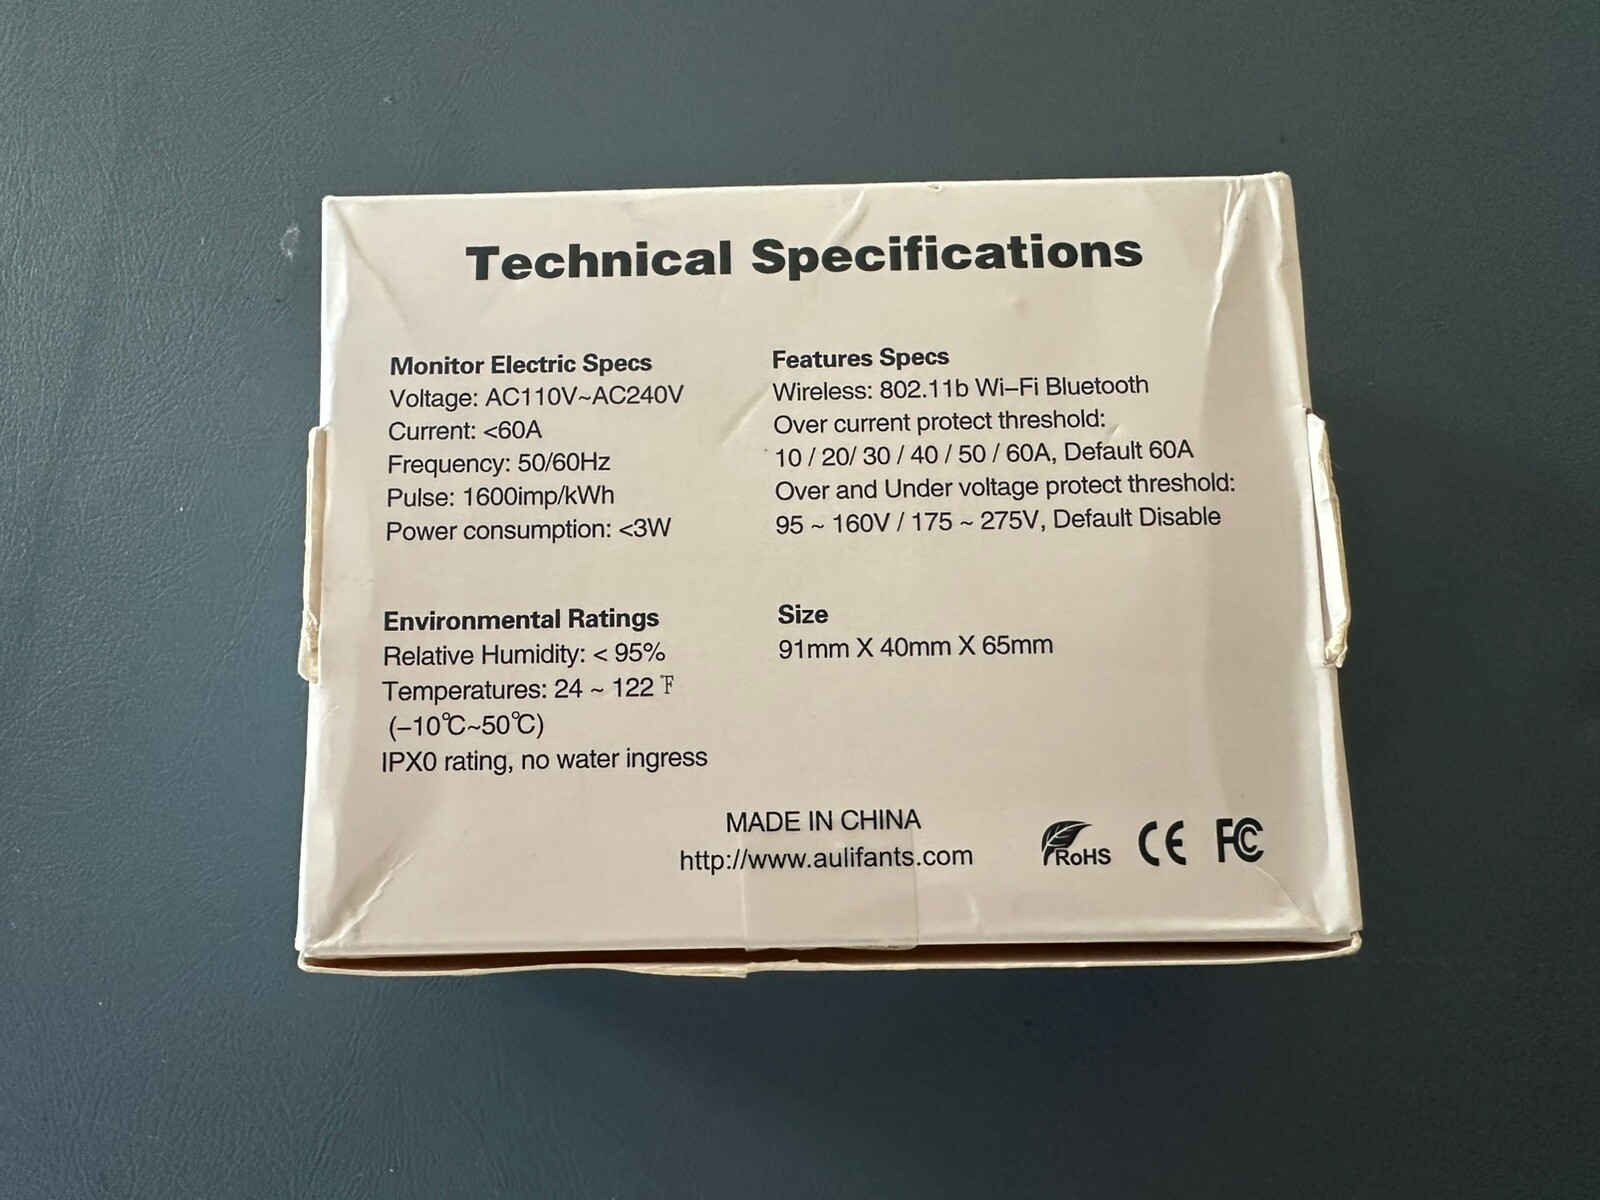 Technical Specifications
Monitor Electric Specs
Voltage: AC110V~AC240V
Current: <60A
Frequency: 50/60Hz
Pulse: 1600imp/kWh
Power consumption: <3W
Features Specs
Wireless: 802.11b Wi-Fi Bluetooth
Over current protect threshold:
10 / 20/ 30 / 40 / 50 / 60A, Default 60A
Over and Under voltage protect threshold:
95 ~ 160V / 175 ~ 275V, Default Disable
Environmental Ratings
Relative Humidity: < 95%
Temperatures: 24 ~ 122 ℉
(-10℃~50℃)
IPX0 rating, no water ingress
Size
91mm X 40mm X 65mm
MADE IN CHINA
http://www.aulifants.com
RoHS CE FC